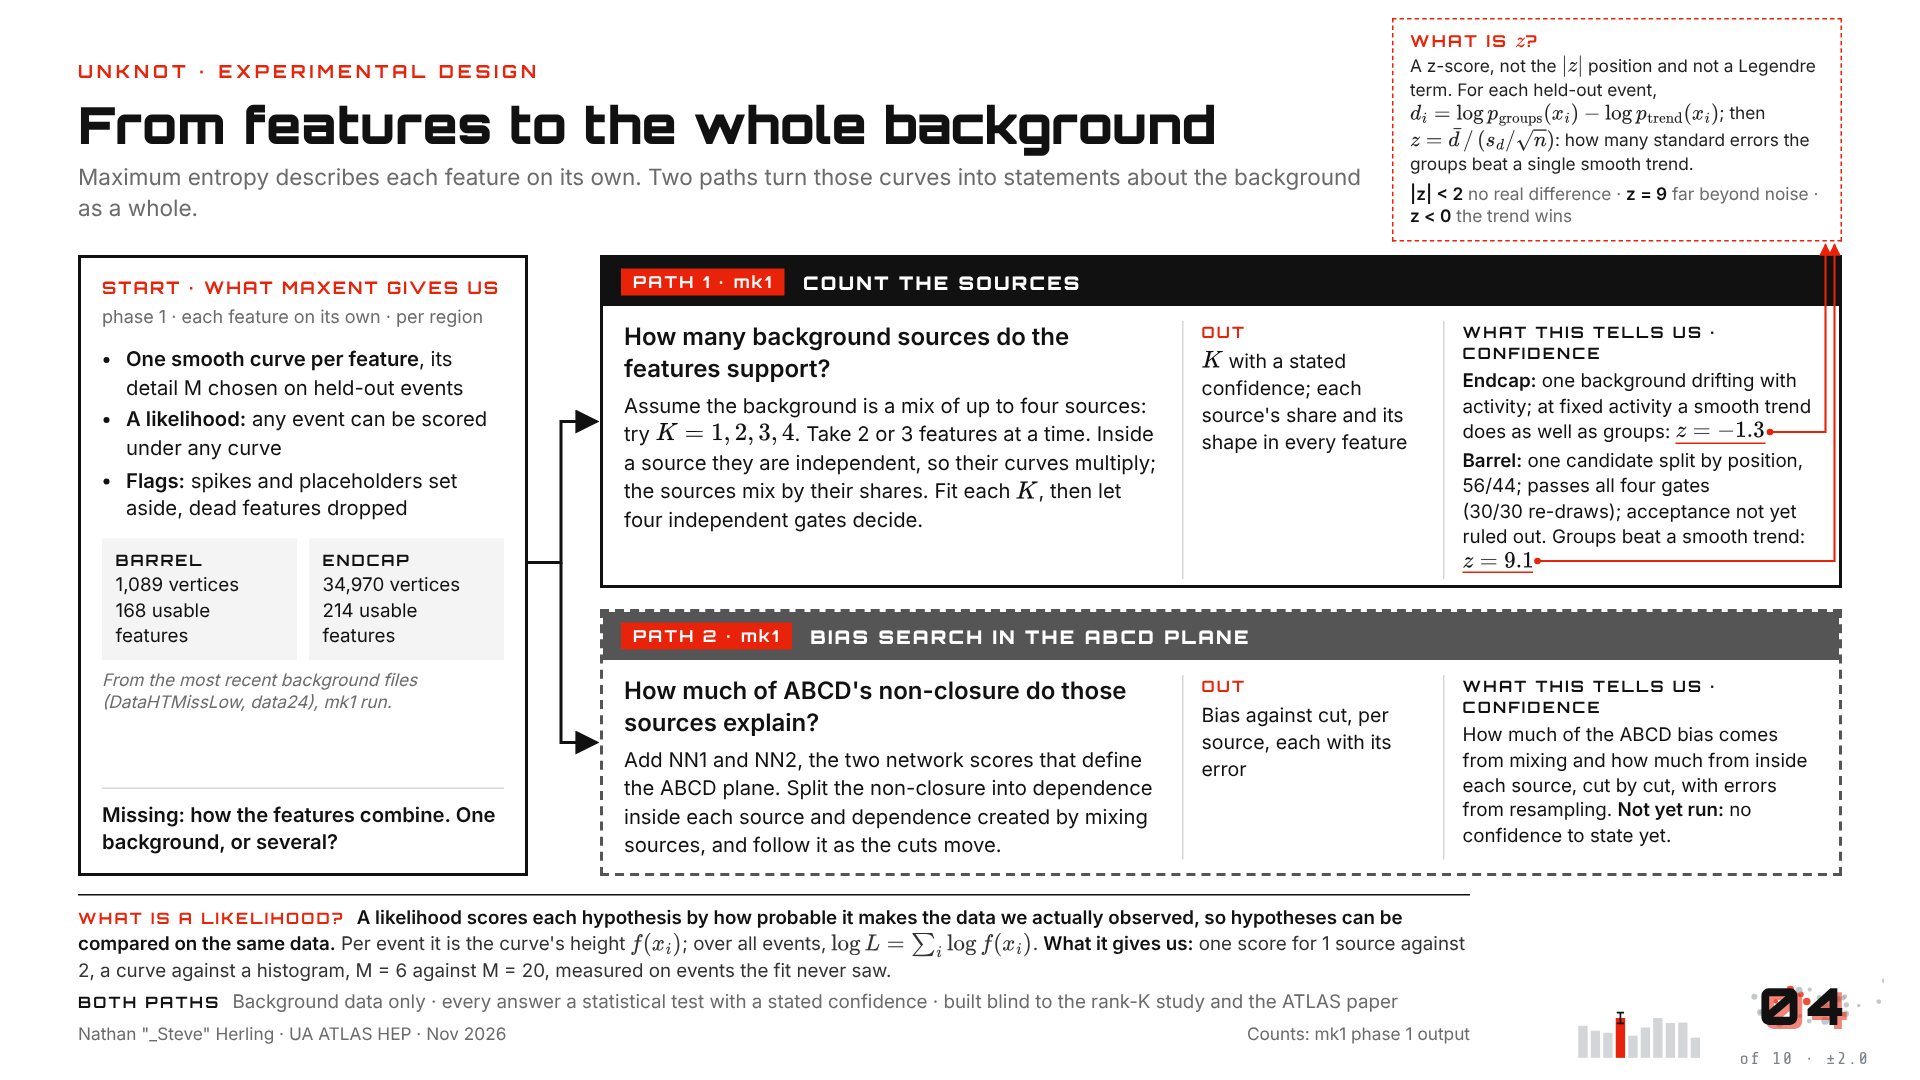 UNKNOT · EXPERIMENTAL DESIGN
From features to the whole background
Maximum entropy describes each feature on its own. Two paths turn those curves into statements about the background
as a whole.
WHAT IS z?
A z-score, not the |z| position and not a Legendre
term. For each held-out event,
d_i = log p_groups(x_i) − log p_trend(x_i); then
z = d̄ / (s_d/√n): how many standard errors the
groups beat a single smooth trend.
|z| < 2 no real difference · z = 9 far beyond noise ·
z < 0 the trend wins
START · WHAT MAXENT GIVES US
phase 1 · each feature on its own · per region
• One smooth curve per feature, its
detail M chosen on held-out events
• A likelihood: any event can be scored
under any curve
• Flags: spikes and placeholders set
aside, dead features dropped
BARREL
1,089 vertices
168 usable
features
ENDCAP
34,970 vertices
214 usable
features
From the most recent background files
(DataHTMissLow, data24), mk1 run.
Missing: how the features combine. One
background, or several?
PATH 1 · mk1 COUNT THE SOURCES
How many background sources do the
features support?
Assume the background is a mix of up to four sources:
try K = 1, 2, 3, 4. Take 2 or 3 features at a time. Inside
a source they are independent, so their curves multiply;
the sources mix by their shares. Fit each K, then let
four independent gates decide.
OUT
K with a stated
confidence; each
source's share and its
shape in every feature
WHAT THIS TELLS US ·
CONFIDENCE
Endcap: one background drifting with
activity; at fixed activity a smooth trend
does as well as groups: z = −1.3
Barrel: one candidate split by position,
56/44; passes all four gates
(30/30 re-draws); acceptance not yet
ruled out. Groups beat a smooth trend:
z = 9.1
PATH 2 · mk1 BIAS SEARCH IN THE ABCD PLANE
How much of ABCD's non-closure do those
sources explain?
Add NN1 and NN2, the two network scores that define
the ABCD plane. Split the non-closure into dependence
inside each source and dependence created by mixing
sources, and follow it as the cuts move.
OUT
Bias against cut, per
source, each with its
error
WHAT THIS TELLS US ·
CONFIDENCE
How much of the ABCD bias comes
from mixing and how much from inside
each source, cut by cut, with errors
from resampling. Not yet run: no
confidence to state yet.
WHAT IS A LIKELIHOOD? A likelihood scores each hypothesis by how probable it makes the data we actually observed, so hypotheses can be
compared on the same data. Per event it is the curve's height f(x_i); over all events, log L = ∑_i log f(x_i). What it gives us: one score for 1 source against
2, a curve against a histogram, M = 6 against M = 20, measured on events the fit never saw.
BOTH PATHS Background data only · every answer a statistical test with a stated confidence · built blind to the rank-K study and the ATLAS paper
Nathan "_Steve" Herling · UA ATLAS HEP · Nov 2026
Counts: mk1 phase 1 output
04
of 10 · ±2.0